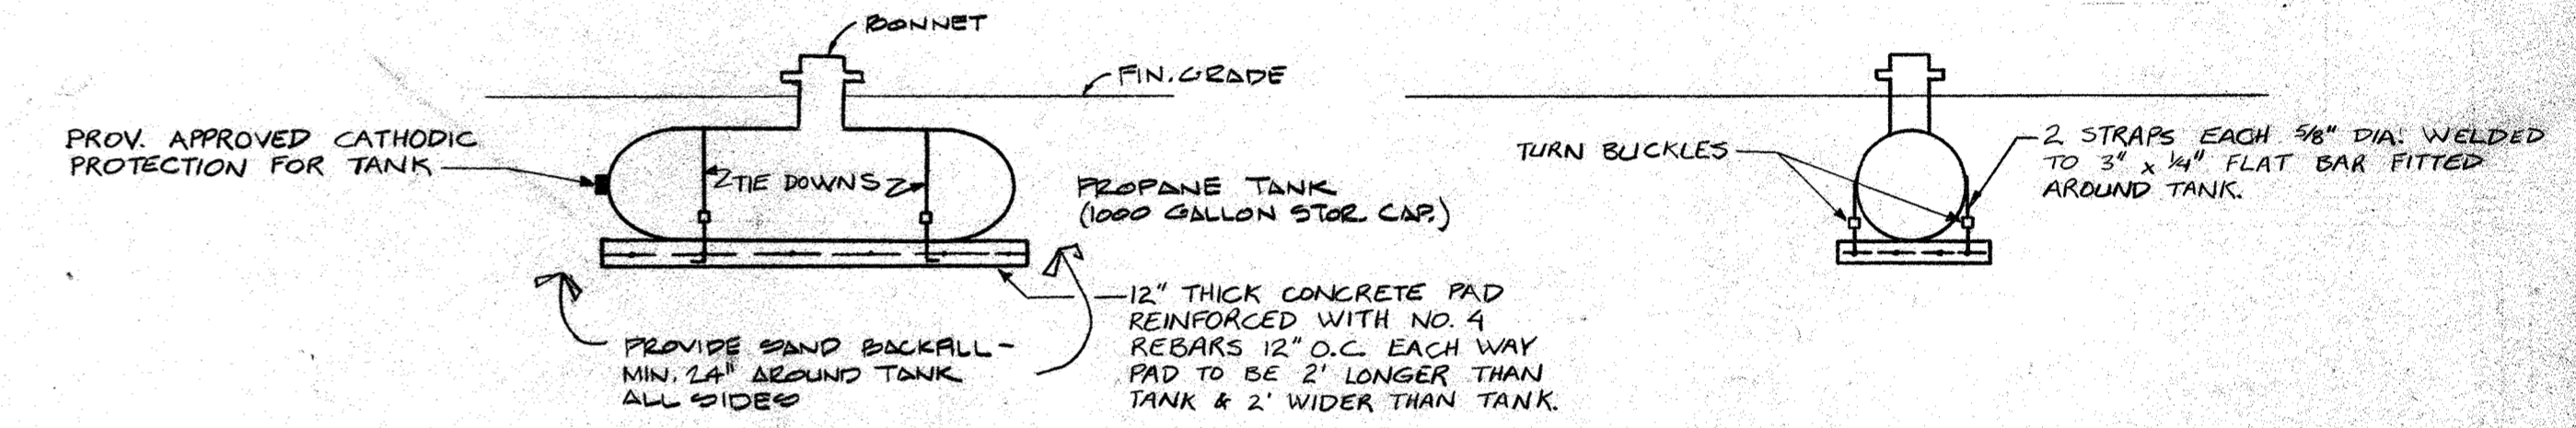 BONNET
FIN. GRADE
PROV. APPROVED CATHODIC
PROTECTION FOR TANK
TIE DOWNS
PROPANE TANK
(1000 GALLON STOR. CAP.)
12" THICK CONCRETE PAD
REINFORCED WITH NO. 4
REBARS 12" O.C. EACH WAY
PAD TO BE 2' LONGER THAN
TANK & 2' WIDER THAN TANK.
PROVIDE SAND BACKFILL -
MIN. 24" AROUND TANK
ALL SIDES
TURN BUCKLES
2 STRAPS EACH 5/8" DIA. WELDED
TO 3" x 1/4" FLAT BAR FITTED
AROUND TANK.